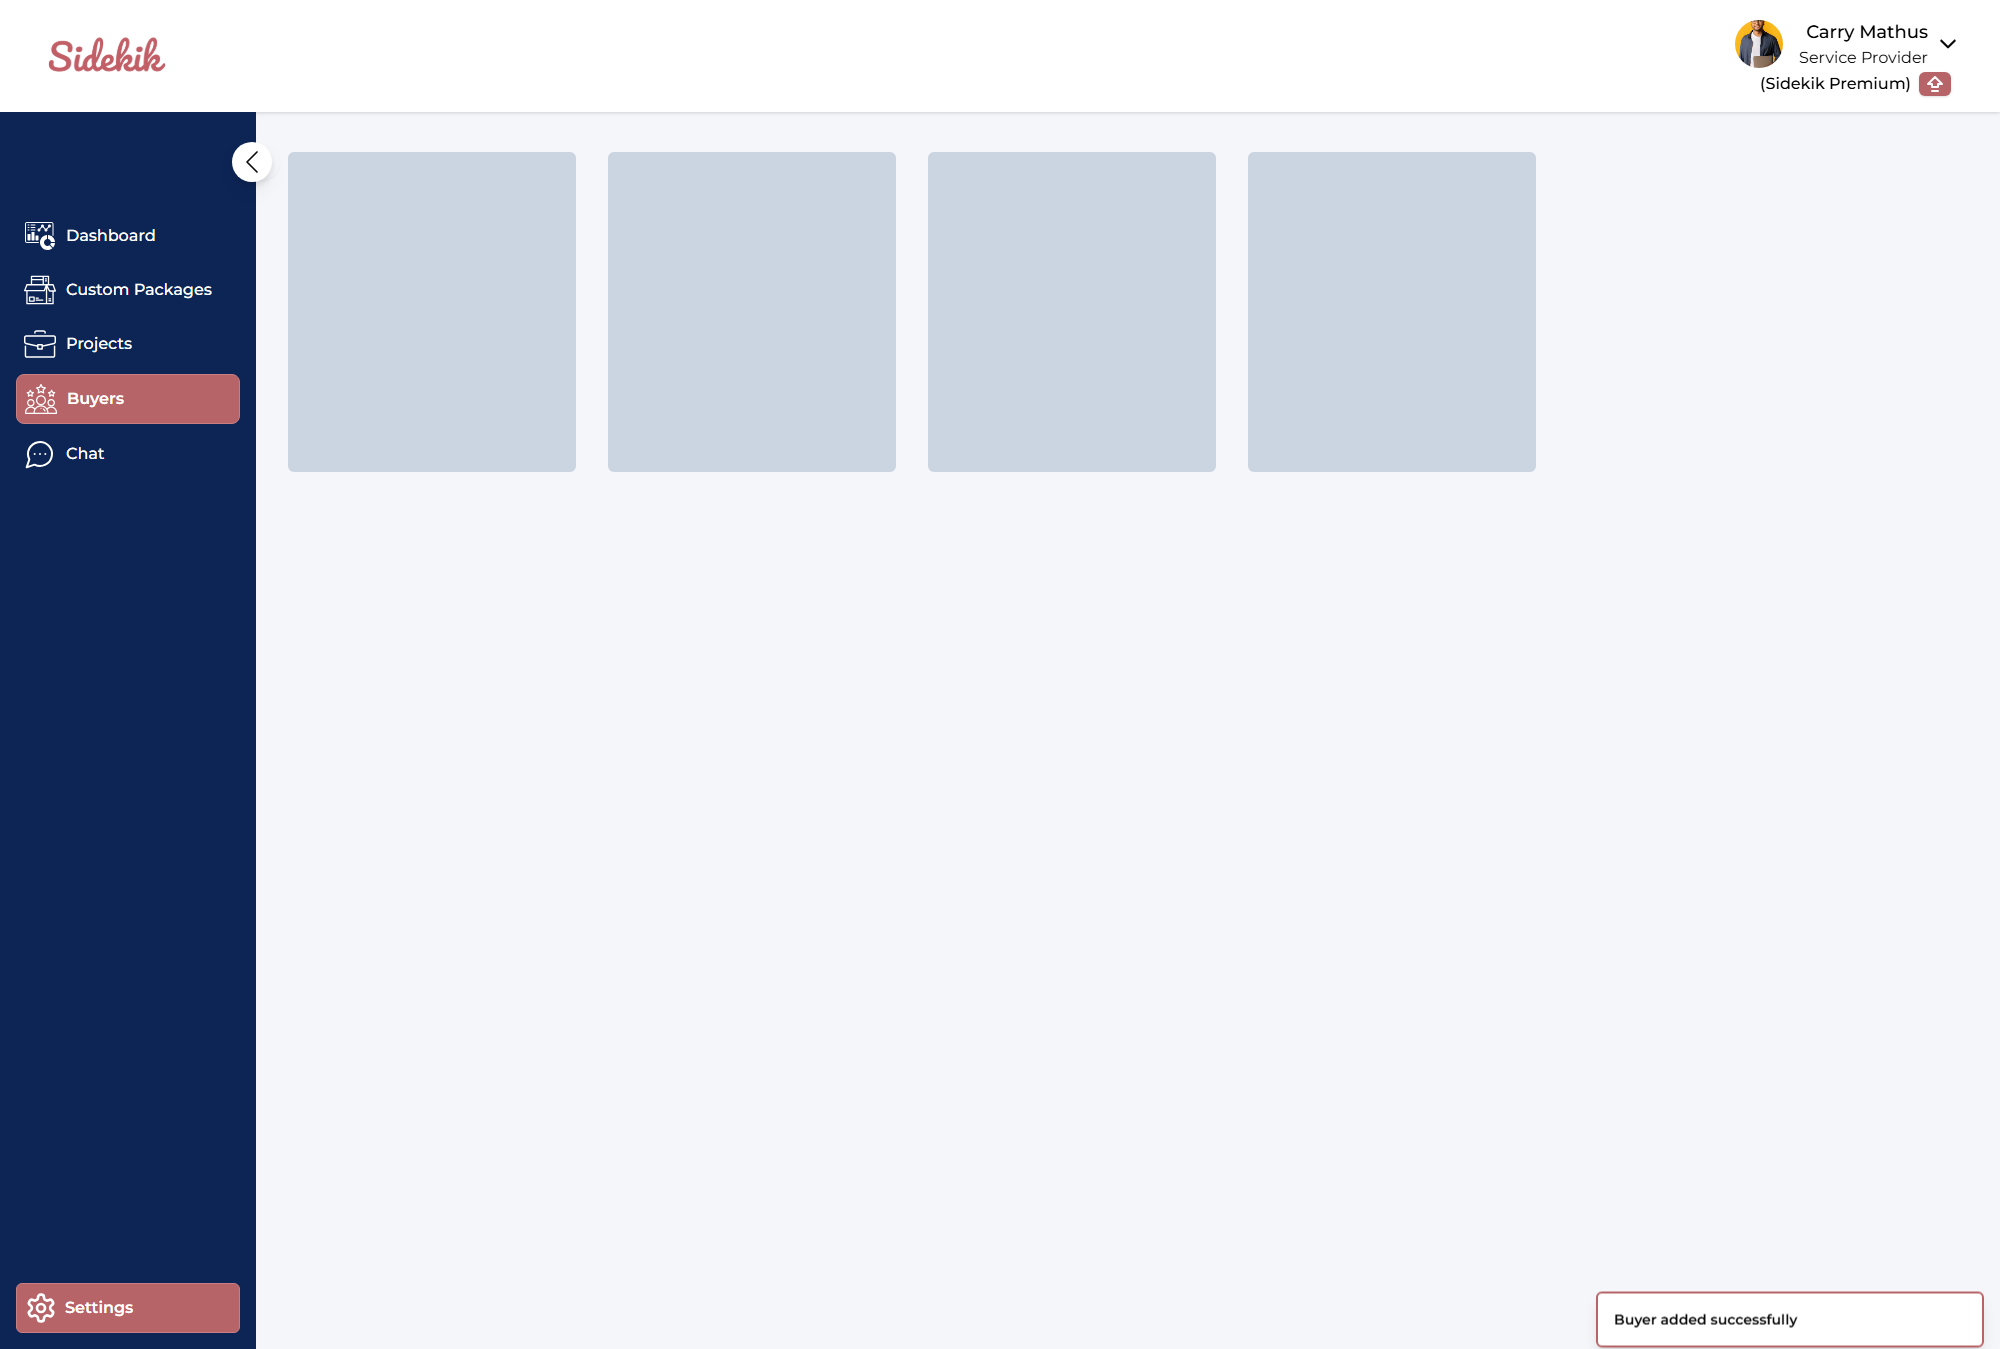 Sidekik
Carry Mathus
Service Provider
(Sidekik Premium)
Dashboard
Custom Packages
Projects
Buyers
Chat
Settings
Buyer added successfully